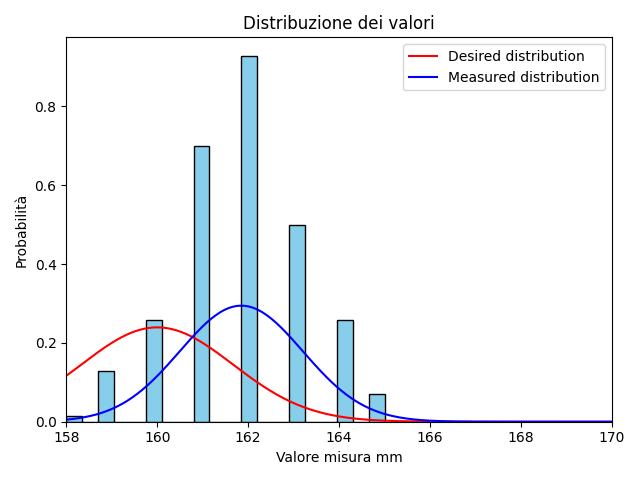 Distribuzione dei valori
Desired distribution
Measured distribution
Probabilità
0.8
0.6
0.4
0.2
0.0
158 160 162 164 166 168 170
Valore misura mm